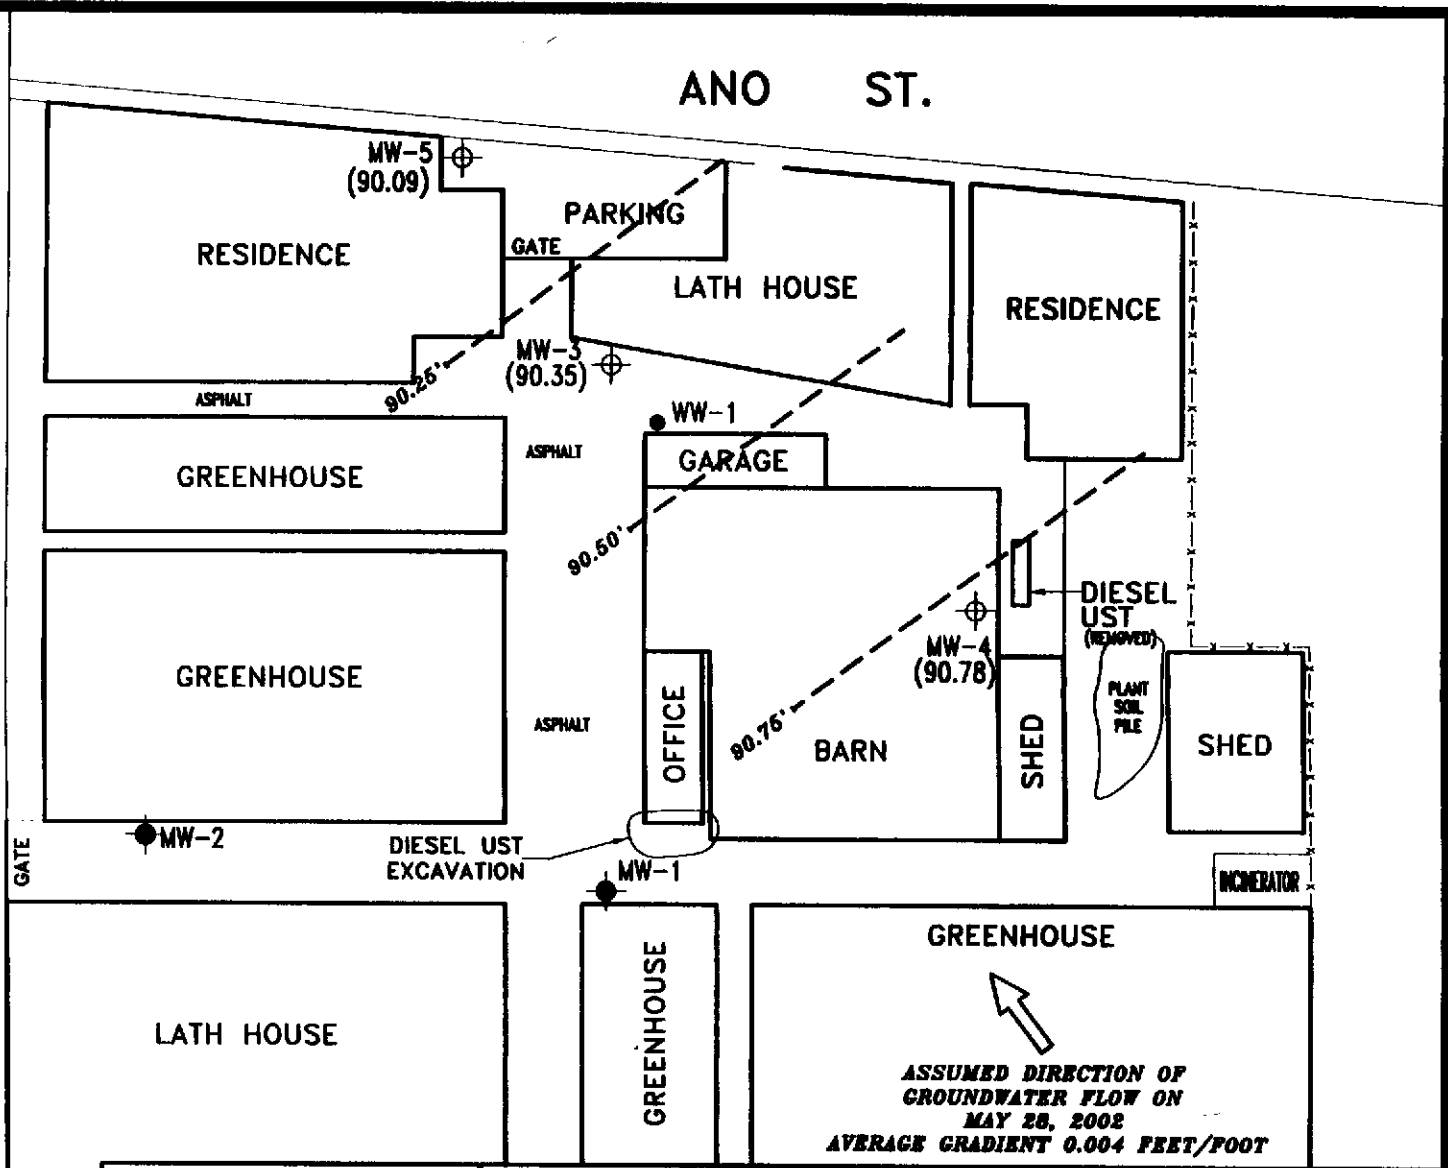 ANO ST.
MW-5
(90.09)
PARKING
GATE
RESIDENCE
LATH HOUSE
RESIDENCE
MW-3
(90.35)
90.25'
ASPHALT
WW-1
ASPHALT
GARAGE
GREENHOUSE
90.50'
DIESEL
UST
(REMOVED)
MW-4
(90.78)
GREENHOUSE
PLANT
SOIL
PILE
OFFICE
ASPHALT
90.75'
BARN
SHED
SHED
MW-2
DIESEL UST
EXCAVATION
GATE
MW-1
INCINERATOR
GREENHOUSE
GREENHOUSE
LATH HOUSE
ASSUMED DIRECTION OF
GROUNDWATER FLOW ON
MAY 28, 2002
AVERAGE GRADIENT 0.004 FEET/FOOT